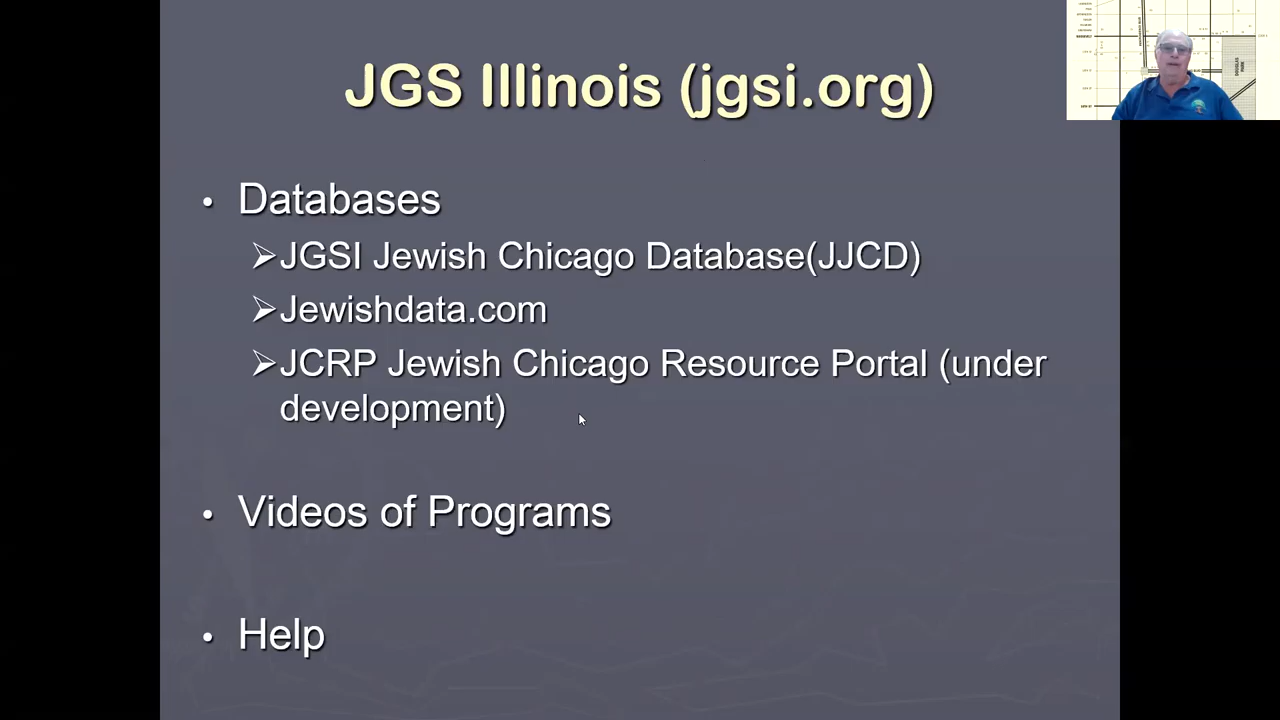 JGS Illinois (jgsi.org)
• Databases
➢JGSI Jewish Chicago Database(JJCD)
➢Jewishdata.com
➢JCRP Jewish Chicago Resource Portal (under
development)
• Videos of Programs
• Help